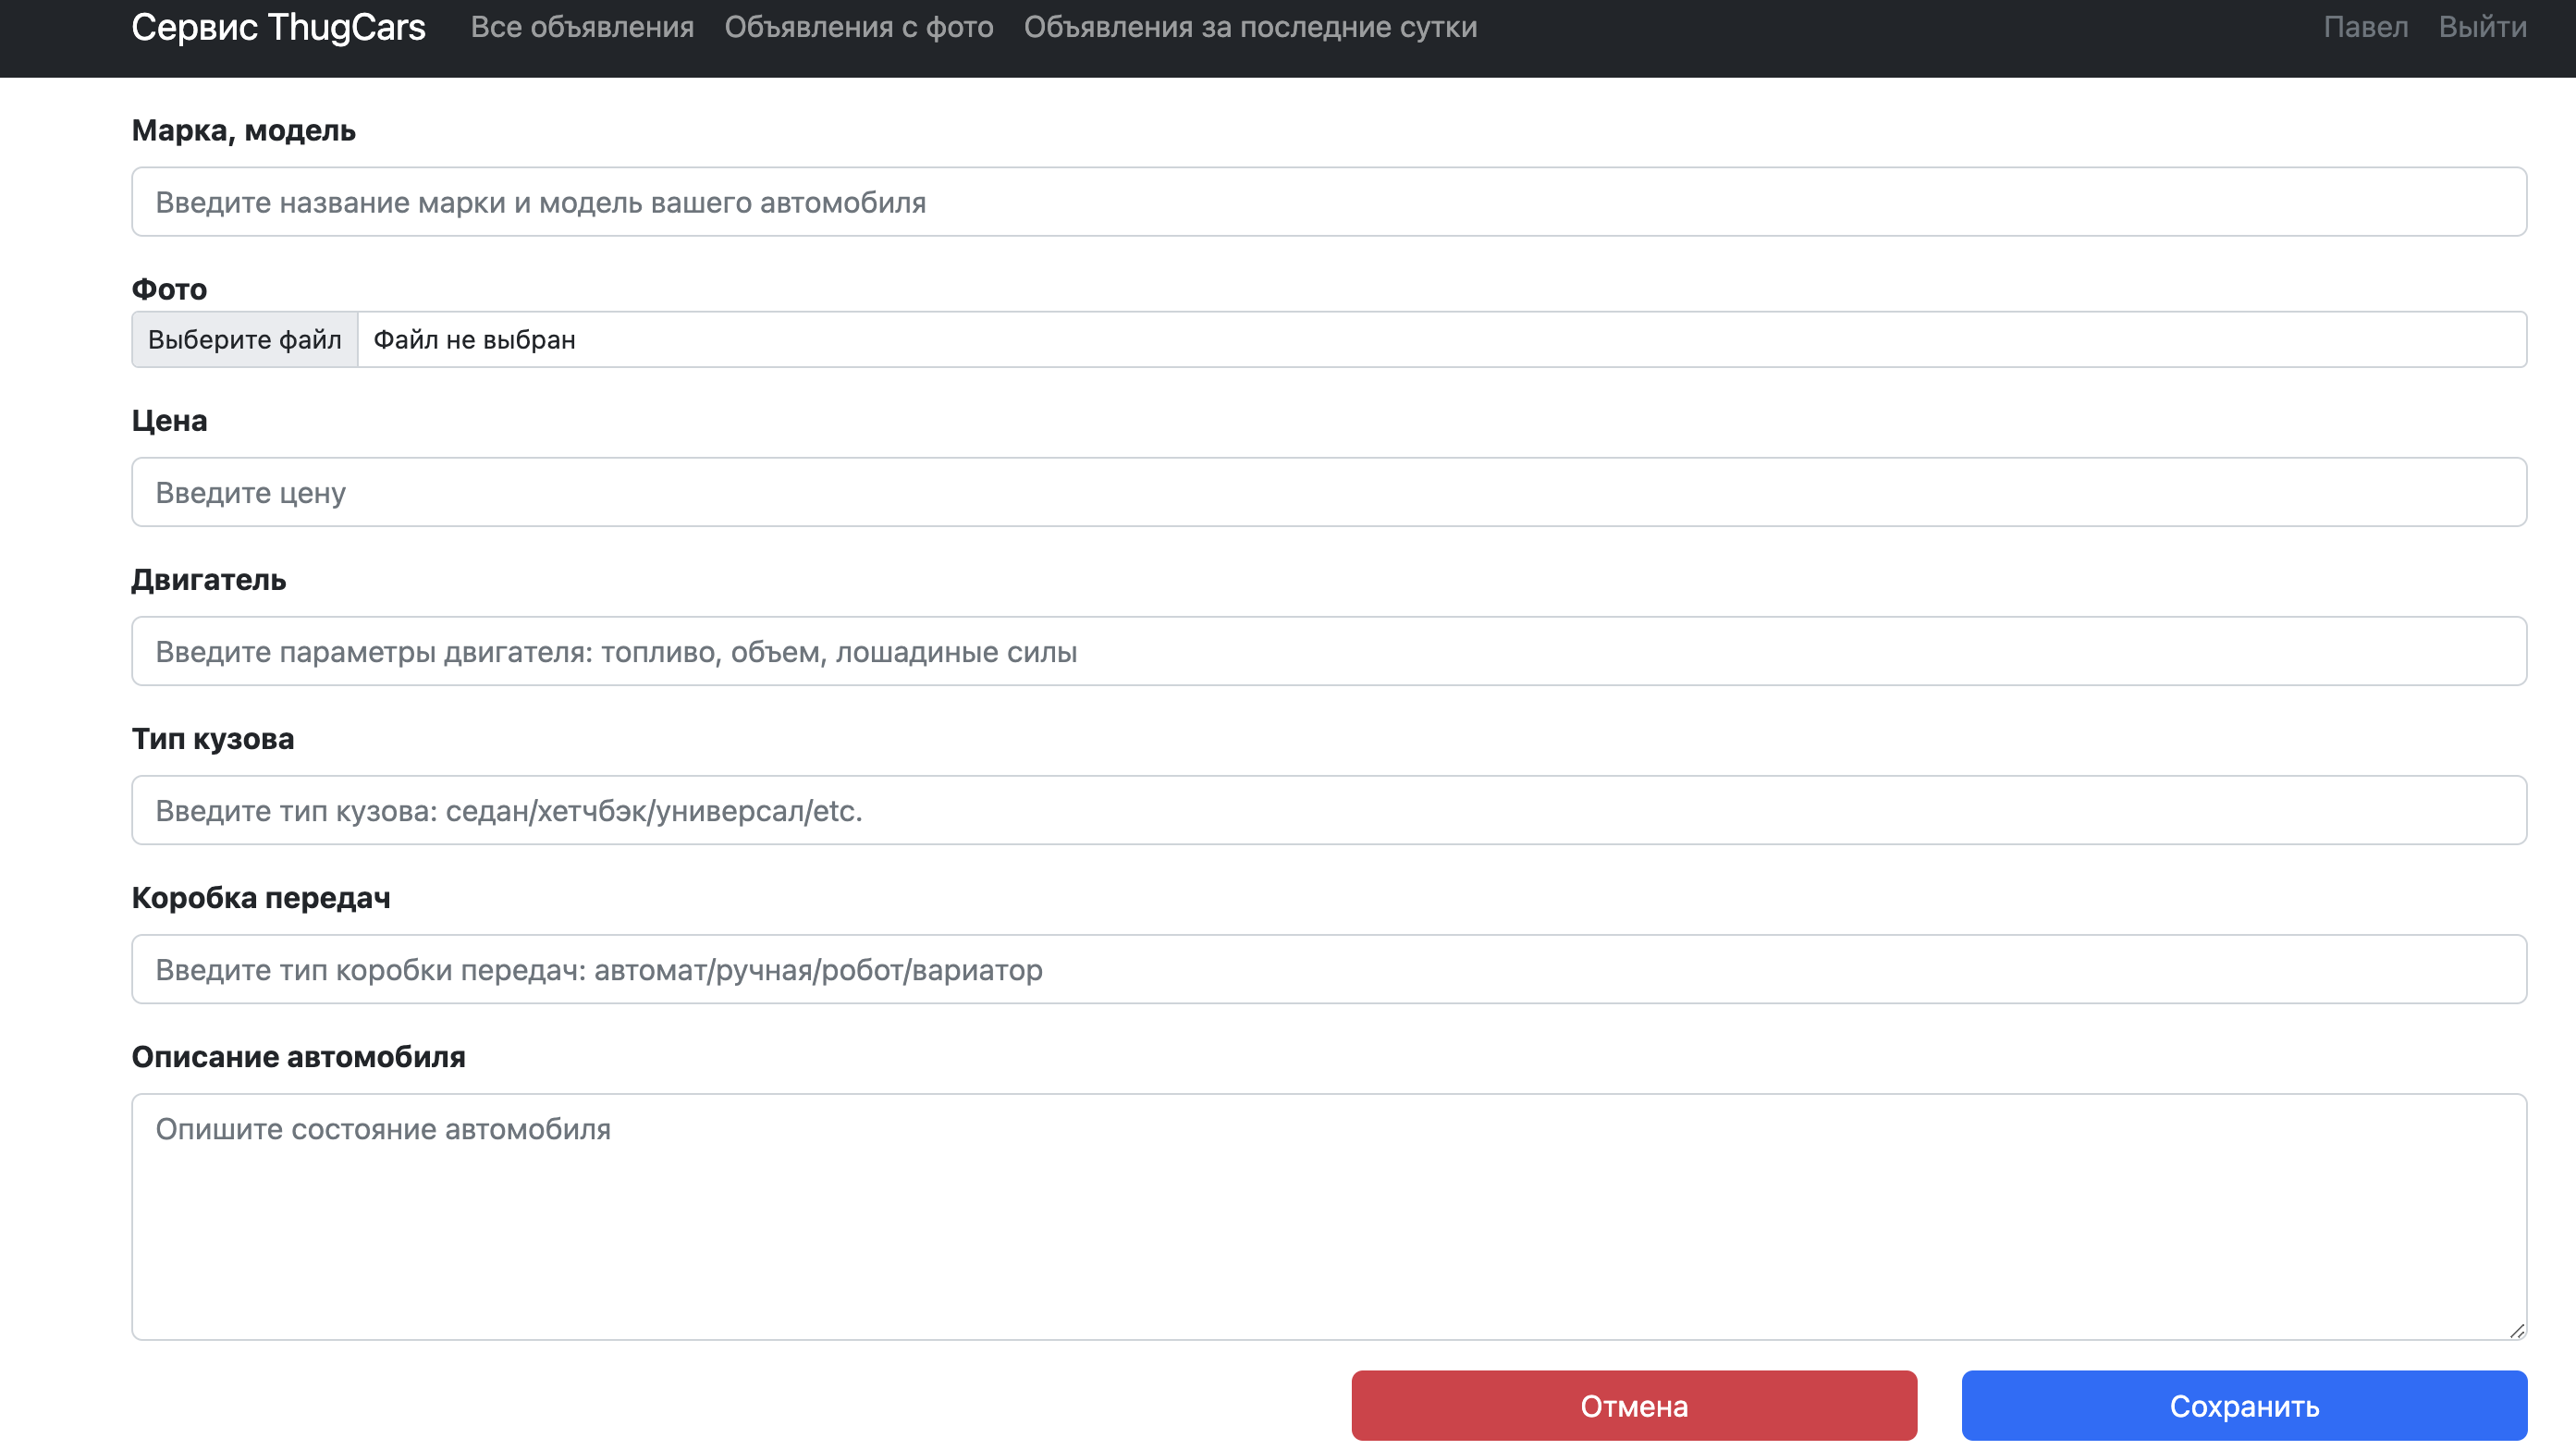 Сервис ThugCars Все объявления Объявления с фото Объявления за последние сутки Павел Выйти
Марка, модель
Введите название марки и модель вашего автомобиля
Фото
Выберите файл Файл не выбран
Цена
Введите цену
Двигатель
Введите параметры двигателя: топливо, объем, лошадиные силы
Тип кузова
Введите тип кузова: седан/хетчбэк/универсал/etc.
Коробка передач
Введите тип коробки передач: автомат/ручная/робот/вариатор
Описание автомобиля
Опишите состояние автомобиля
Отмена Сохранить